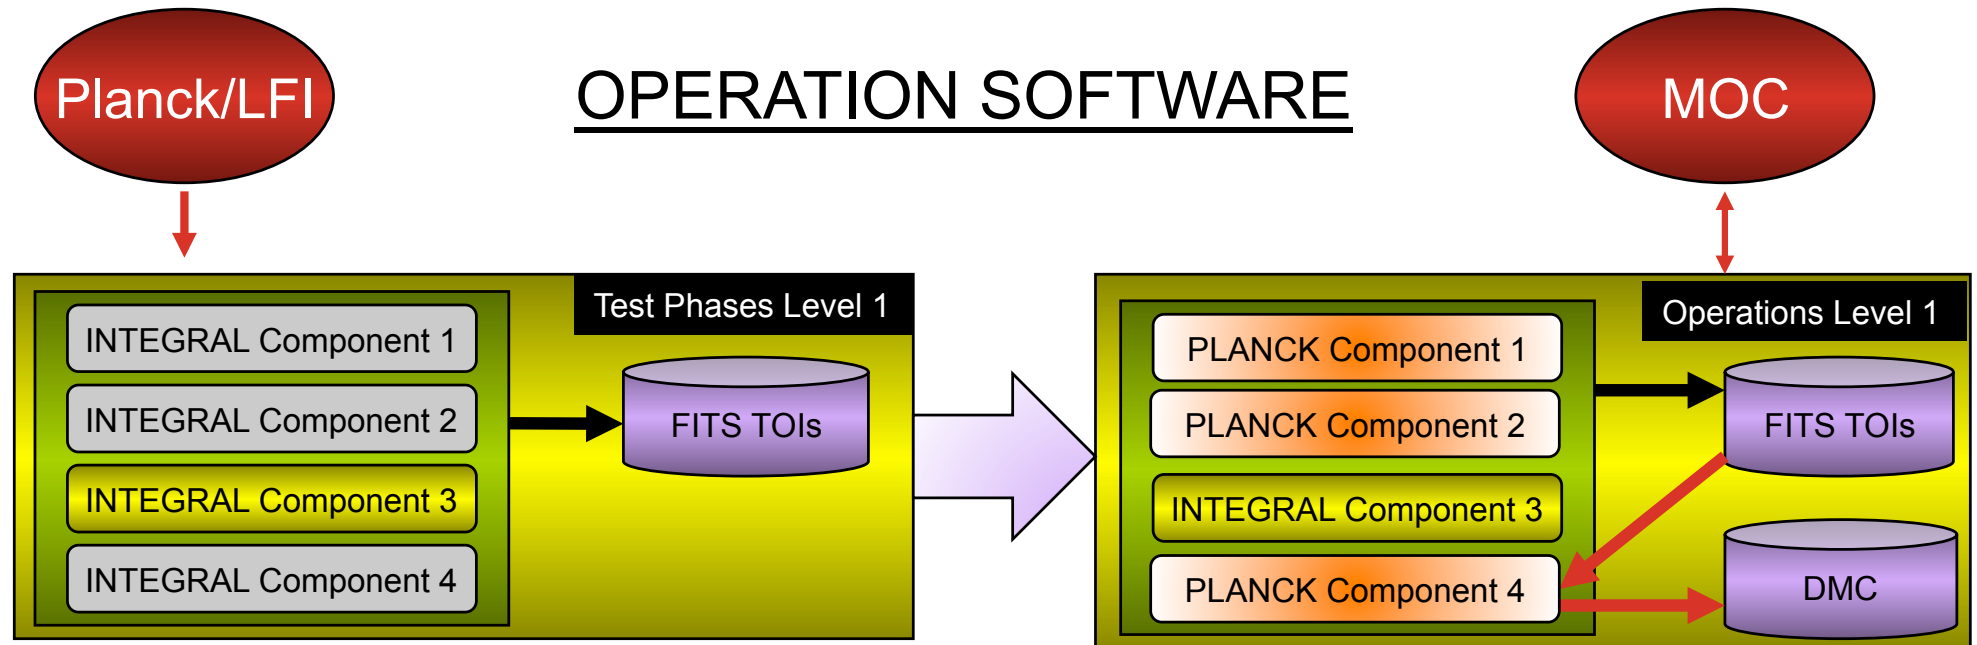 Planck/LFI
OPERATION SOFTWARE
MOC
Test Phases Level 1
INTEGRAL Component 1
INTEGRAL Component 2
INTEGRAL Component 3
INTEGRAL Component 4
FITS TOIs
Operations Level 1
PLANCK Component 1
PLANCK Component 2
INTEGRAL Component 3
PLANCK Component 4
FITS TOIs
DMC